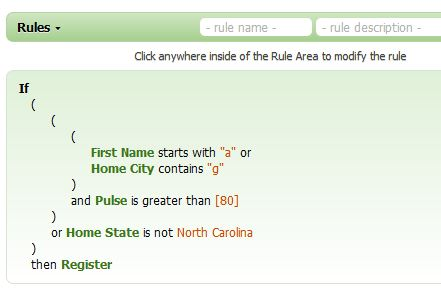 Rules - rule name - - rule description -
Click anywhere inside of the Rule Area to modify the rule
If
(
(
(
First Name starts with "a" or
Home City contains "g"
)
and Pulse is greater than [80]
)
or Home State is not North Carolina
)
then Register